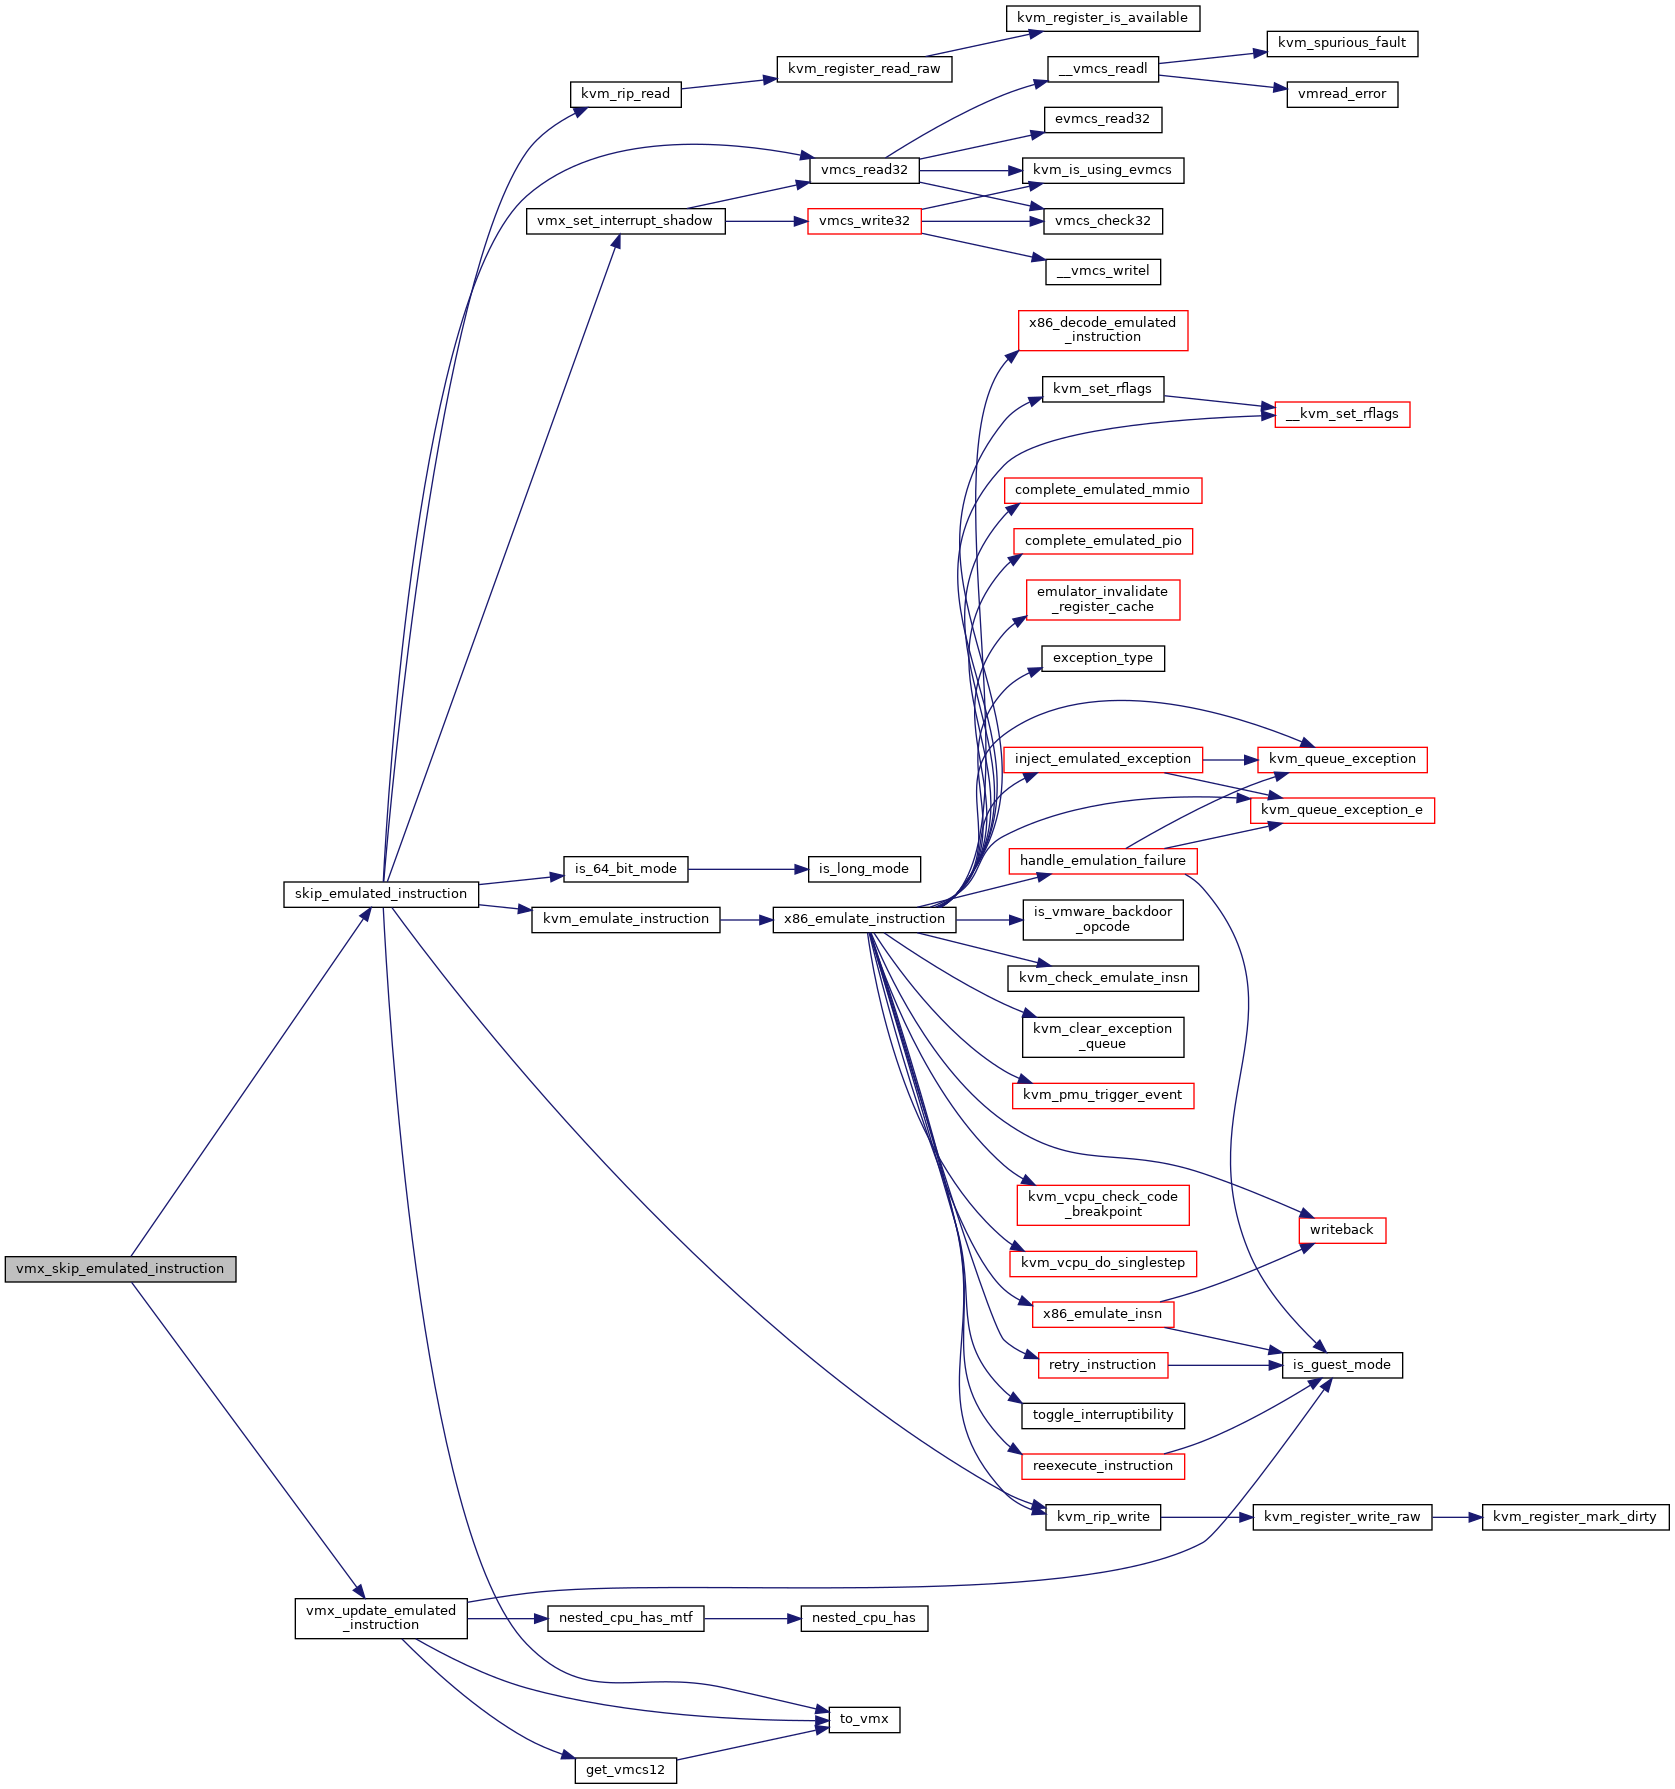 kvm_register_is_available
kvm_spurious_fault
kvm_register_read_raw
__vmcs_readl
kvm_rip_read
vmread_error
evmcs_read32
vmcs_read32
kvm_is_using_evmcs
vmx_set_interrupt_shadow
vmcs_write32
vmcs_check32
__vmcs_writel
x86_decode_emulated
_instruction
kvm_set_rflags
__kvm_set_rflags
complete_emulated_mmio
complete_emulated_pio
emulator_invalidate
_register_cache
exception_type
inject_emulated_exception
kvm_queue_exception
kvm_queue_exception_e
handle_emulation_failure
is_64_bit_mode
is_long_mode
skip_emulated_instruction
kvm_emulate_instruction
x86_emulate_instruction
is_vmware_backdoor
_opcode
kvm_check_emulate_insn
kvm_clear_exception
_queue
kvm_pmu_trigger_event
kvm_vcpu_check_code
_breakpoint
writeback
vmx_skip_emulated_instruction
kvm_vcpu_do_singlestep
x86_emulate_insn
retry_instruction
is_guest_mode
toggle_interruptibility
reexecute_instruction
kvm_rip_write
kvm_register_write_raw
kvm_register_mark_dirty
vmx_update_emulated
_instruction
nested_cpu_has_mtf
nested_cpu_has
to_vmx
get_vmcs12